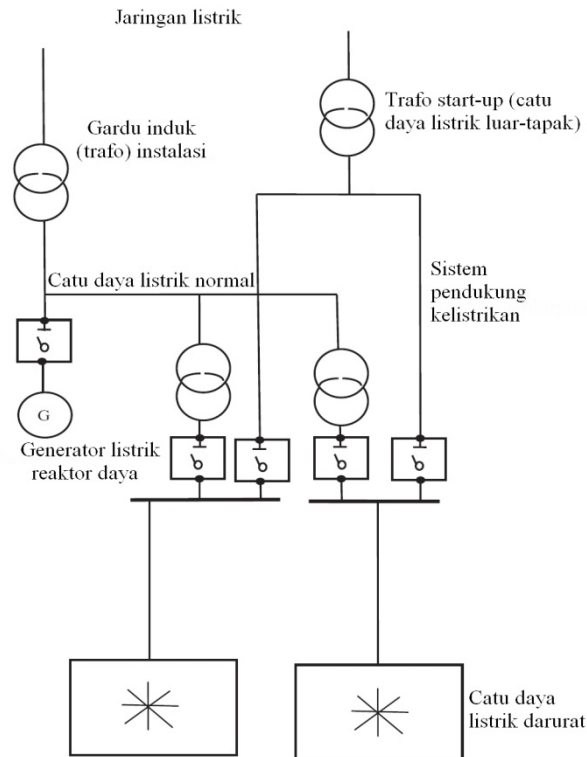 Jaringan listrik
Trafo start-up (catu
daya listrik luar-tapak)
Gardu induk
(trafo) instalasi
Catu daya listrik normal
Sistem
pendukung
kelistrikan
G
Generator listrik
reaktor daya
Catu daya
listrik darurat